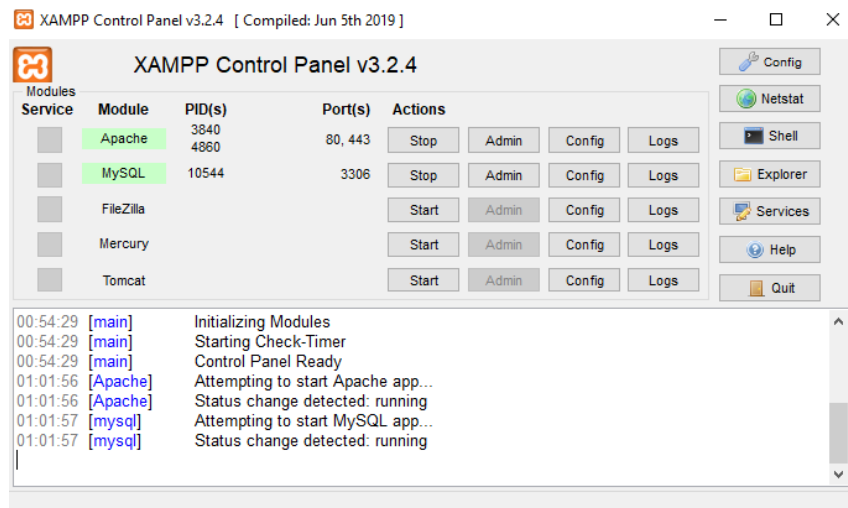 XAMPP Control Panel v3.2.4 [ Compiled: Jun 5th 2019 ]
XAMPP Control Panel v3.2.4
Config
Modules
Service Module PID(s) Port(s) Actions
Netstat
Apache 3840 4860 80, 443 Stop Admin Config Logs
Shell
MySQL 10544 3306 Stop Admin Config Logs
Explorer
FileZilla Start Admin Config Logs
Services
Mercury Start Admin Config Logs
Help
Tomcat Start Admin Config Logs
Quit
00:54:29 [main] Initializing Modules
00:54:29 [main] Starting Check-Timer
00:54:29 [main] Control Panel Ready
01:01:56 [Apache] Attempting to start Apache app...
01:01:56 [Apache] Status change detected: running
01:01:57 [mysql] Attempting to start MySQL app...
01:01:57 [mysql] Status change detected: running